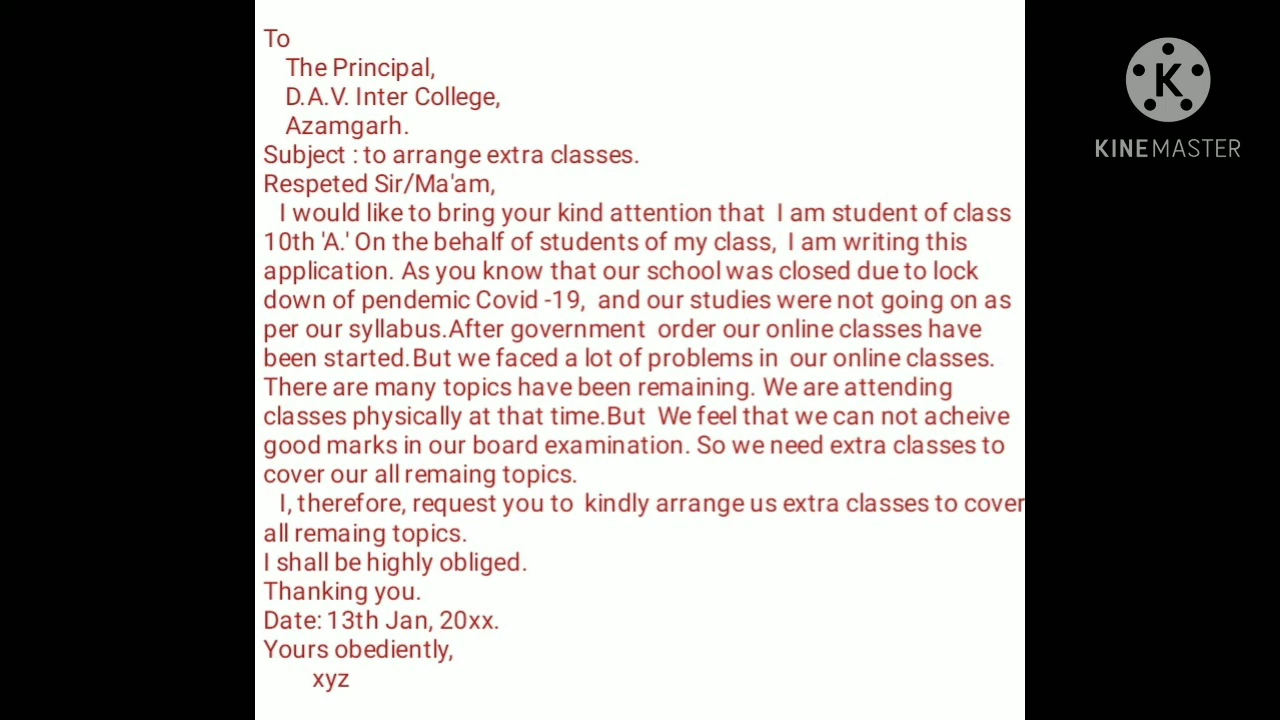 To
The Principal,
D.A.V. Inter College,
Azamgarh.
Subject : to arrange extra classes.
Respeted Sir/Ma'am,
I would like to bring your kind attention that I am student of class
10th 'A.' On the behalf of students of my class, I am writing this
application. As you know that our school was closed due to lock
down of pendemic Covid -19, and our studies were not going on as
per our syllabus.After government order our online classes have
been started.But we faced a lot of problems in our online classes.
There are many topics have been remaining. We are attending
classes physically at that time.But We feel that we can not acheive
good marks in our board examination. So we need extra classes to
cover our all remaing topics.
I, therefore, request you to kindly arrange us extra classes to cover
all remaing topics.
I shall be highly obliged.
Thanking you.
Date: 13th Jan, 20xx.
Yours obediently,
xyz
K
KINEMASTER